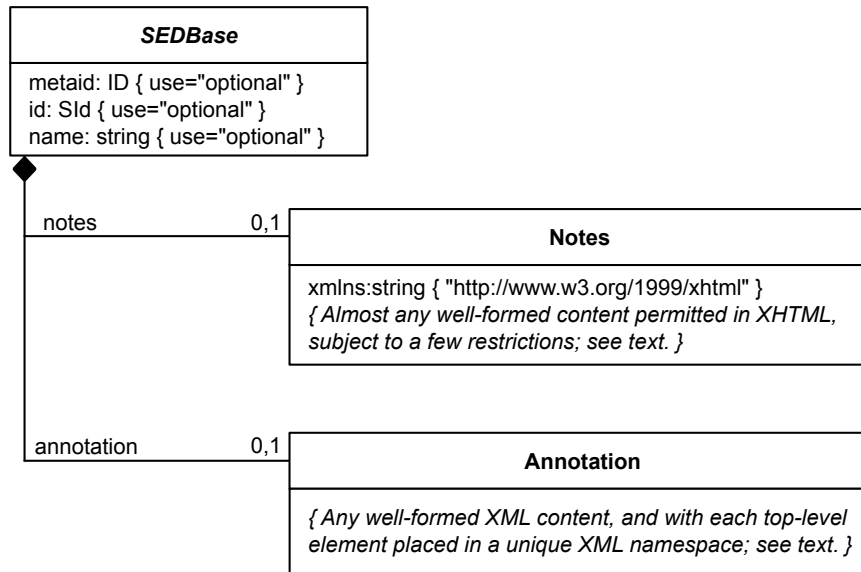 SEDBase
metaid: ID { use="optional" }
id: SId { use="optional" }
name: string { use="optional" }
notes
0,1
Notes
xmlns:string { "http://www.w3.org/1999/xhtml" }
{ Almost any well-formed content permitted in XHTML,
subject to a few restrictions; see text. }
annotation
0,1
Annotation
{ Any well-formed XML content, and with each top-level
element placed in a unique XML namespace; see text. }